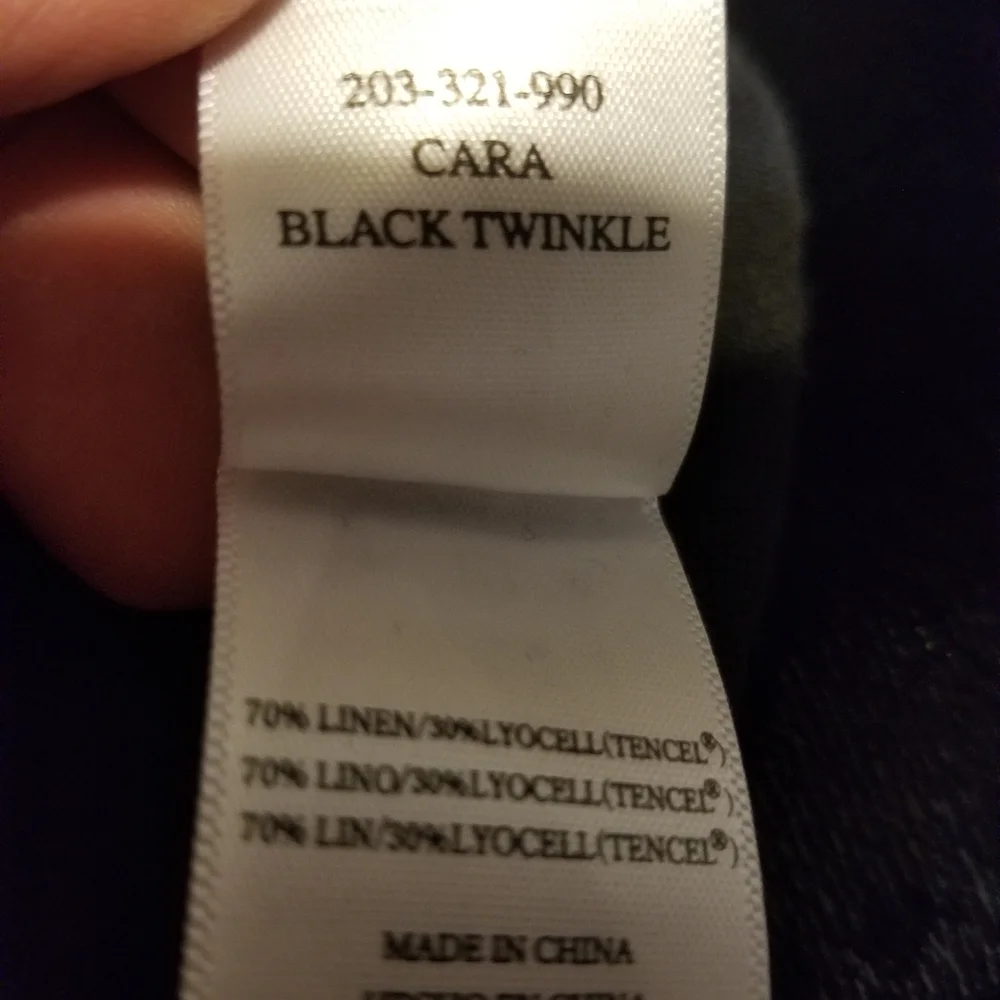 203-321-990
CARA
BLACK TWINKLE
70% LINEN/30%LYOCELL(TENCEL®)
70% LINO/30%LYOCELL(TENCEL®)
70% LIN/30%LYOCELL(TENCEL®)
MADE IN CHINA